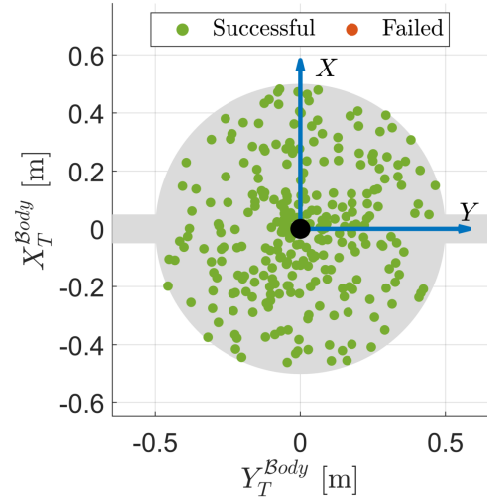 Successful Failed
0.6
X
0.4
0.2
Y
0
-0.2
-0.4
-0.6
-0.5 0 0.5
X_T^{Body} [m]
Y_T^{Body} [m]